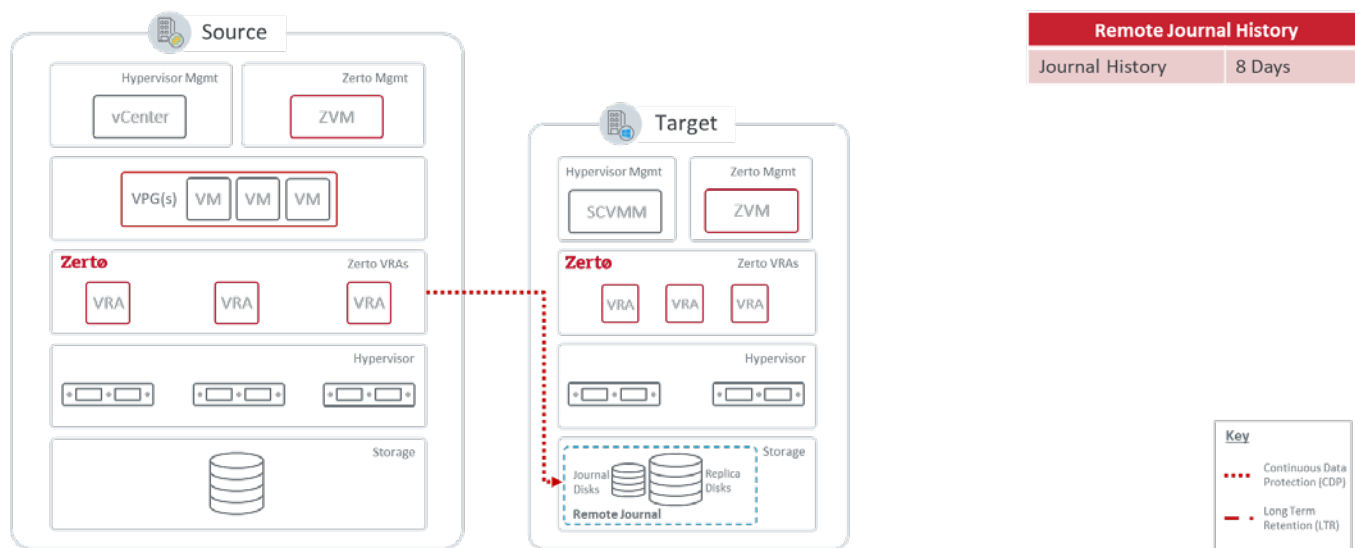 Source
Hypervisor Mgmt
vCenter
Zerto Mgmt
ZVM
VPG(s)
VM
VM
VM
Zerto
Zerto VRAs
VRA
VRA
VRA
Hypervisor
Storage
Target
Hypervisor Mgmt
SCVMM
Zerto Mgmt
ZVM
Zerto
Zerto VRAs
VRA
VRA
VRA
Hypervisor
Storage
Journal
Disks
Replica
Disks
Remote Journal
Remote Journal History
Journal History 8 Days
Key
Continuous Data
Protection (CDP)
Long Term
Retention (LTR)